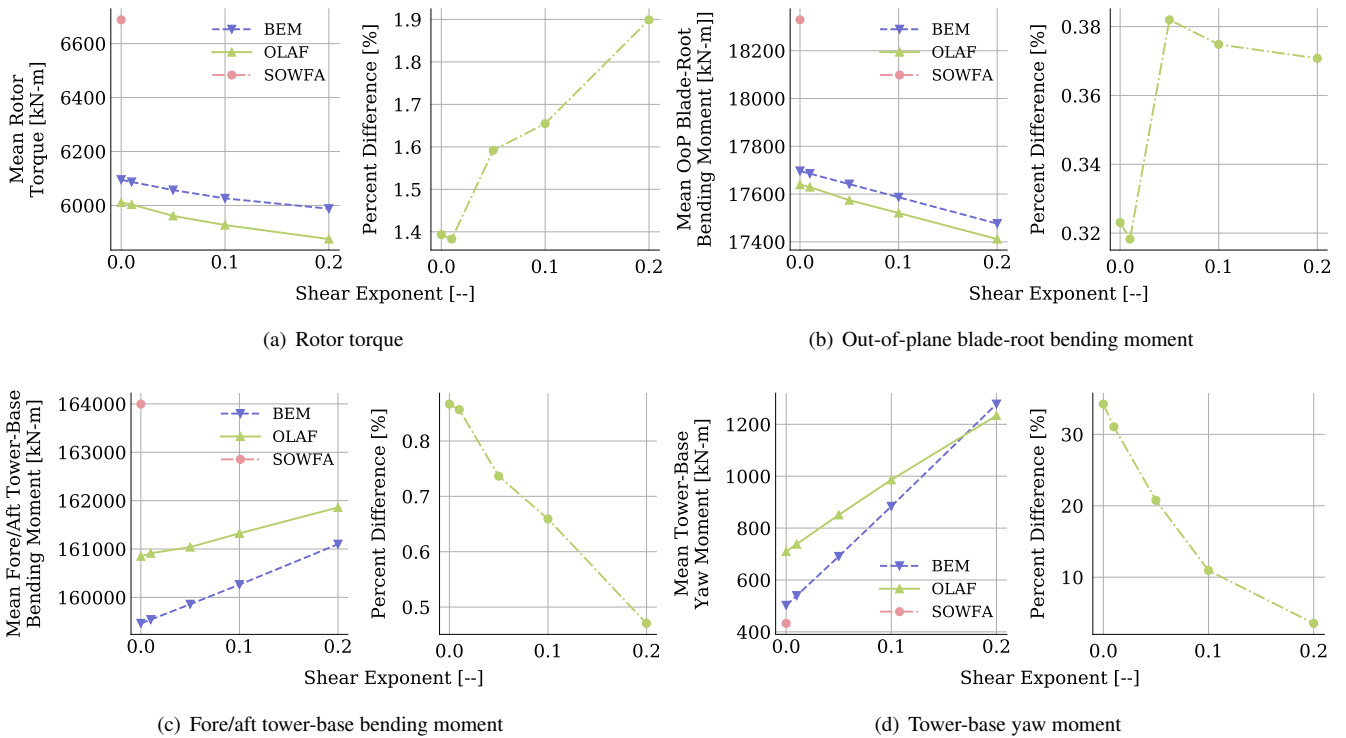 Mean Rotor
Torque [kN-m]
6600
6400
6200
6000
BEM
OLAF
SOWFA
0.0
0.1
0.2
Percent Difference [%]
1.9
1.8
1.7
1.6
1.5
1.4
0.0
0.1
0.2
Shear Exponent [--]
(a) Rotor torque
Mean OoP Blade-Root
Bending Moment [kN-m]]
18200
18000
17800
17600
17400
BEM
OLAF
SOWFA
0.0
0.1
0.2
Percent Difference [%]
0.38
0.36
0.34
0.32
0.0
0.1
0.2
Shear Exponent [--]
(b) Out-of-plane blade-root bending moment
Mean Fore/Aft Tower-Base
Bending Moment [kN-m]
164000
163000
162000
161000
160000
BEM
OLAF
SOWFA
0.0
0.1
0.2
Percent Difference [%]
0.8
0.7
0.6
0.5
0.0
0.1
0.2
Shear Exponent [--]
(c) Fore/aft tower-base bending moment
Mean Tower-Base
Yaw Moment [kN-m]
1200
1000
800
600
400
BEM
OLAF
SOWFA
0.0
0.1
0.2
Percent Difference [%]
30
20
10
0.0
0.1
0.2
Shear Exponent [--]
(d) Tower-base yaw moment